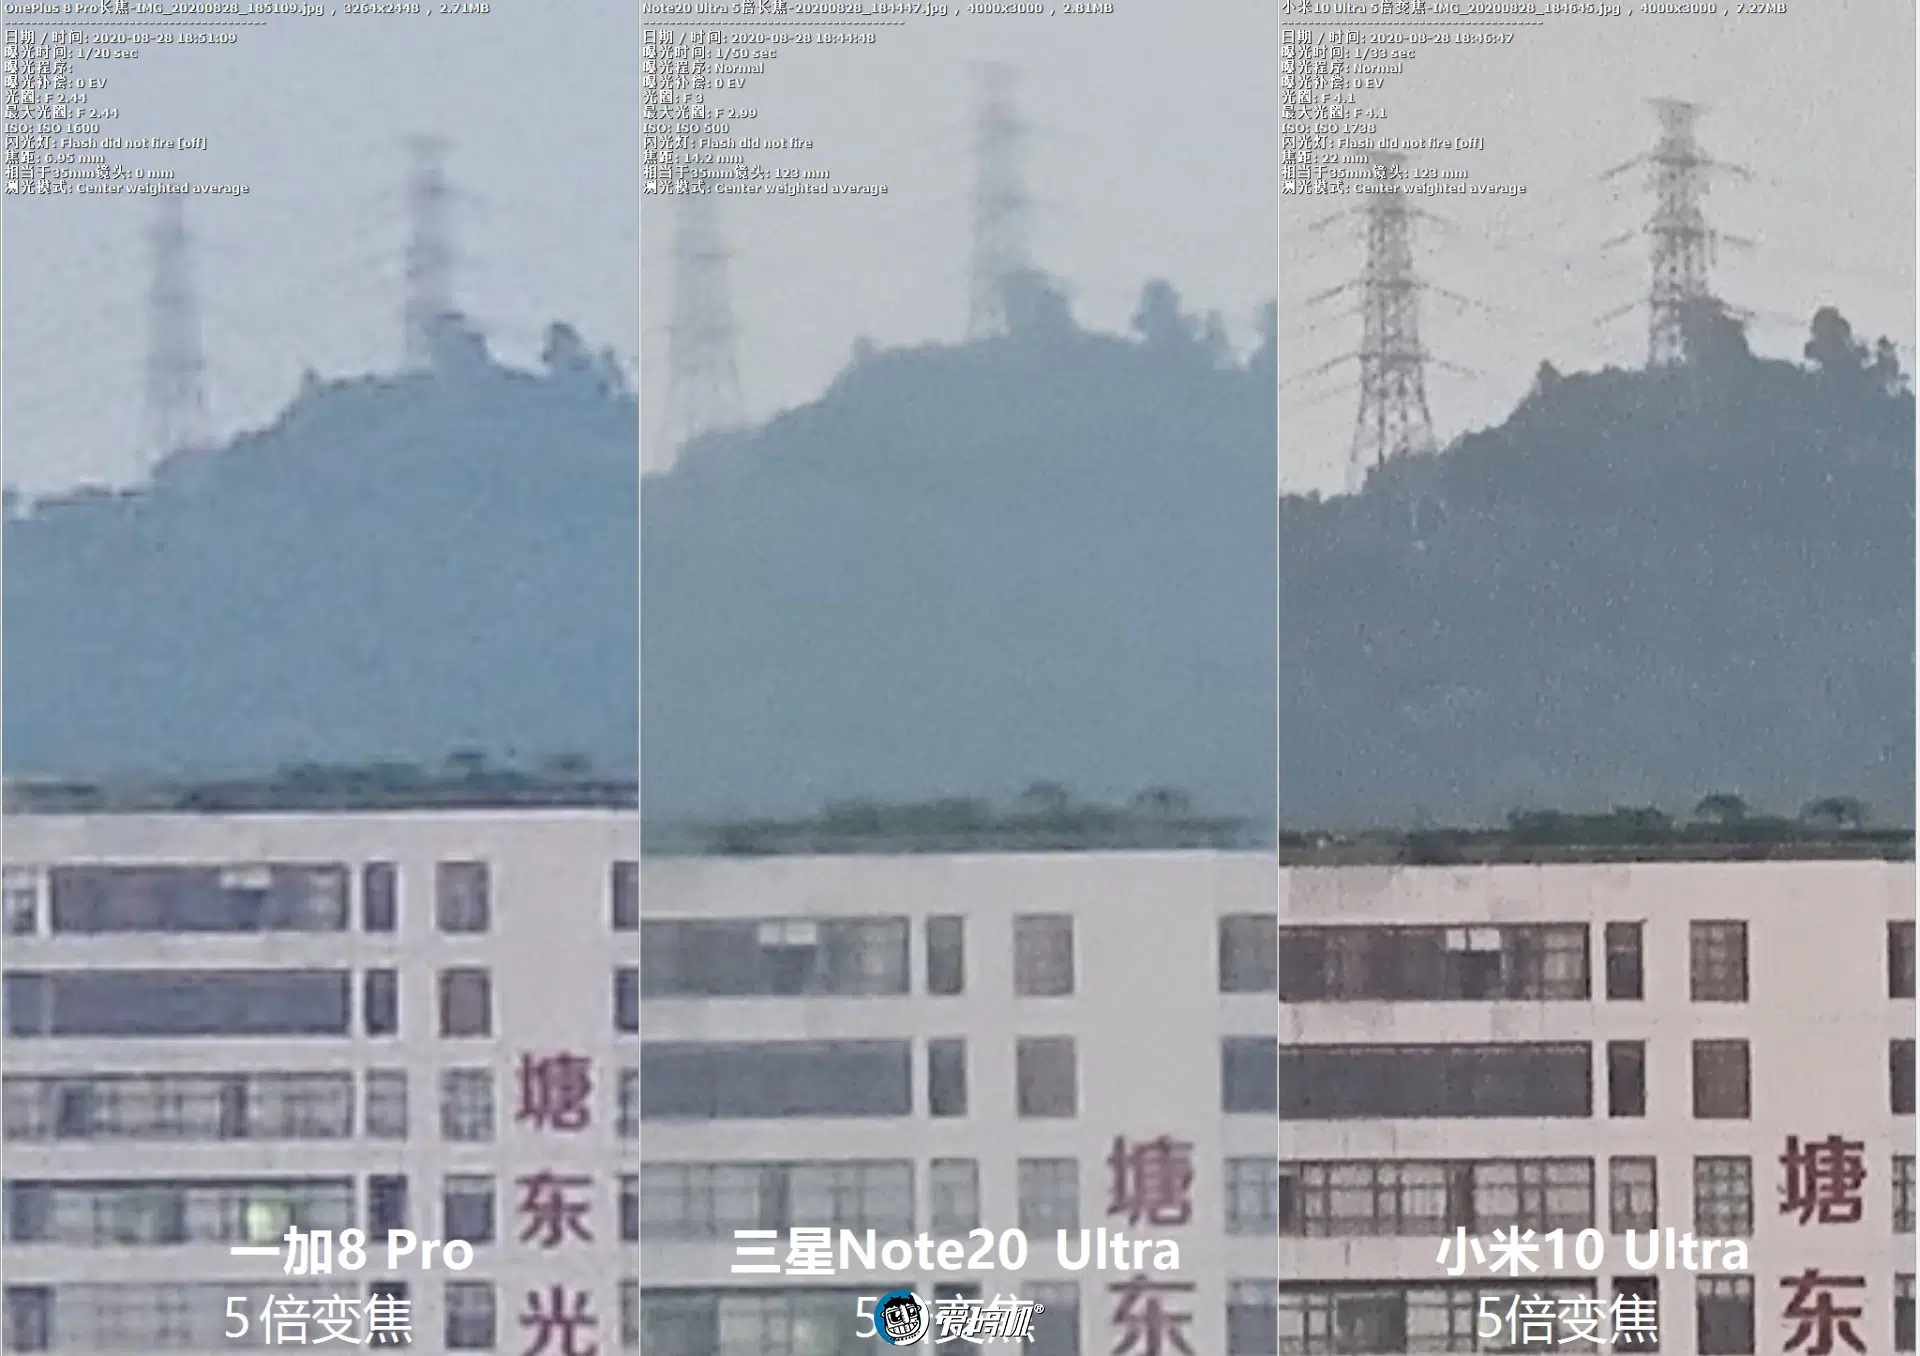 OnePlus 8 Pro长焦-IMG_20200828_185109.jpg , 3264x2448 , 2.71MB
日期 / 时间: 2020-08-28 18:51:09
曝光时间: 1/20 sec
曝光程序:
曝光补偿: 0 EV
光圈: F 2.44
最大光圈: F 2.44
ISO: ISO 1600
闪光灯: Flash did not fire [off]
焦距: 6.95 mm
相当于35mm镜头: 0 mm
测光模式: Center weighted average
塘
东
光
一加8 Pro
5倍变焦
Note20 Ultra 5倍长焦-20200828_184447.jpg , 4000x3000 , 2.81MB
日期 / 时间: 2020-08-28 18:44:48
曝光时间: 1/50 sec
曝光程序: Normal
曝光补偿: 0 EV
光圈: F 3
最大光圈: F 2.99
ISO: ISO 500
闪光灯: Flash did not fire
焦距: 14.2 mm
相当于35mm镜头: 123 mm
测光模式: Center weighted average
塘
东
三星Note20 Ultra
5倍变焦
爱搞机®
小米10 Ultra 5倍变焦-IMG_20200828_184645.jpg , 4000x3000 , 7.27MB
日期 / 时间: 2020-08-28 18:46:47
曝光时间: 1/33 sec
曝光程序: Normal
曝光补偿: 0 EV
光圈: F 4.1
最大光圈: F 4.1
ISO: ISO 1738
闪光灯: Flash did not fire [off]
焦距: 22 mm
相当于35mm镜头: 123 mm
测光模式: Center weighted average
塘
东
小米10 Ultra
5倍变焦